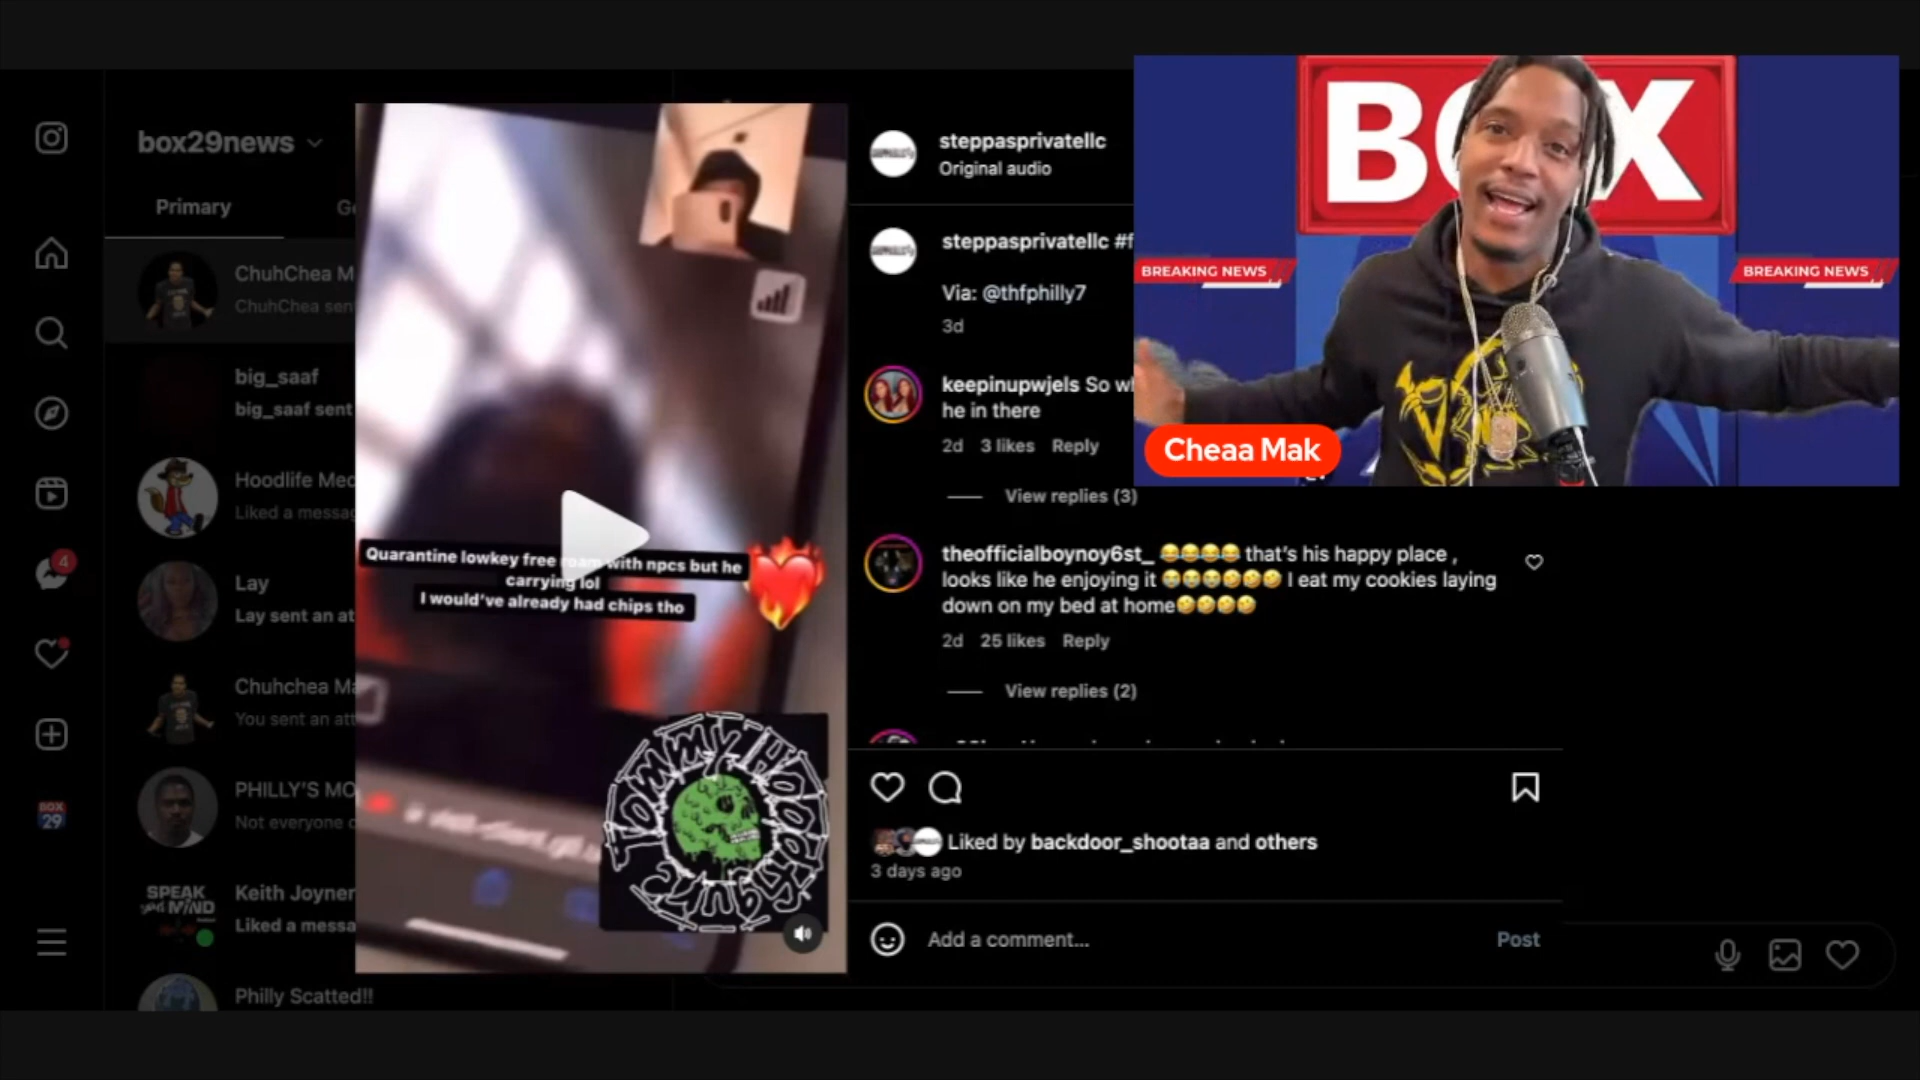 box29news
Primary
ChuhChea M
ChuhChea sent
big_saaf
big_saaf sent
Hoodlife Med
Liked a messag
Lay
Lay sent an at
Chuhchea Ma
You sent an att
PHILLY'S MO
Not everyone c
SPEAK
MIND
Keith Joyner
Liked a messa
Philly Scatted!!
4
BOX
29
Quarantine lowkey free roam with npcs but he
carrying lol
I would've already had chips tho
TOMMY HOODS
GUYS
steppasprivatellc
Original audio
steppasprivatellc #f
Via: @thfphilly7
3d
keepinupwjels So wh
he in there
2d 3 likes Reply
View replies (3)
theofficialboynoy6st_ 😂😂😂😂 that's his happy place ,
looks like he enjoying it 😂😂😂🤣🤣🤣 I eat my cookies laying
down on my bed at home🤣🤣🤣🤣
2d 25 likes Reply
View replies (2)
Liked by backdoor_shootaa and others
3 days ago
Add a comment...
Post
BOX
BREAKING NEWS
BREAKING NEWS
Cheaa Mak